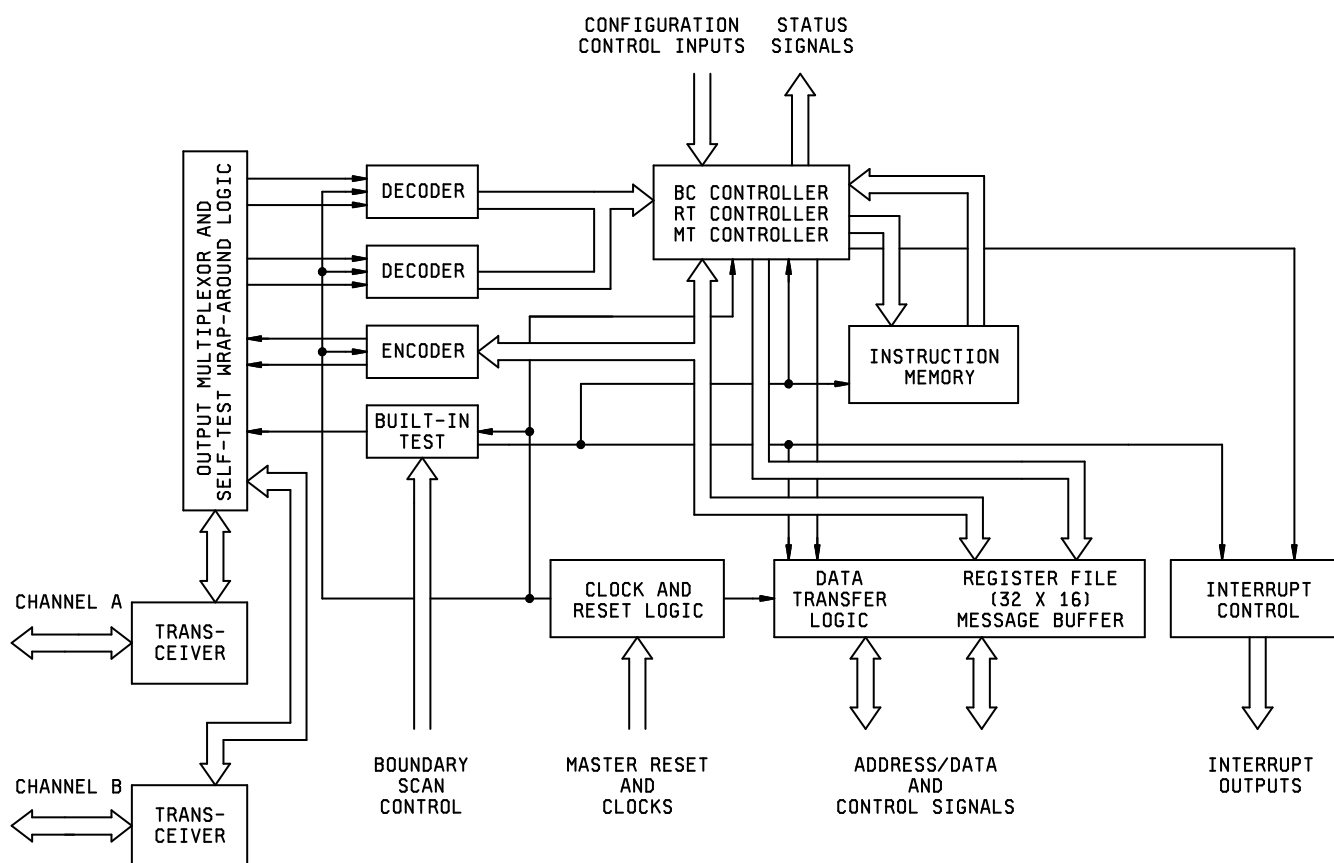 CONFIGURATION
CONTROL INPUTS
STATUS
SIGNALS
OUTPUT MULTIPLEXOR AND
SELF-TEST WRAP-AROUND LOGIC
DECODER
BC CONTROLLER
RT CONTROLLER
MT CONTROLLER
DECODER
ENCODER
INSTRUCTION
MEMORY
BUILT-IN
TEST
CLOCK AND
RESET LOGIC
DATA
TRANSFER
LOGIC
REGISTER FILE
(32 X 16)
MESSAGE BUFFER
INTERRUPT
CONTROL
CHANNEL A
TRANS-
CEIVER
BOUNDARY
SCAN
CONTROL
MASTER RESET
AND
CLOCKS
ADDRESS/DATA
AND
CONTROL SIGNALS
INTERRUPT
OUTPUTS
CHANNEL B
TRANS-
CEIVER